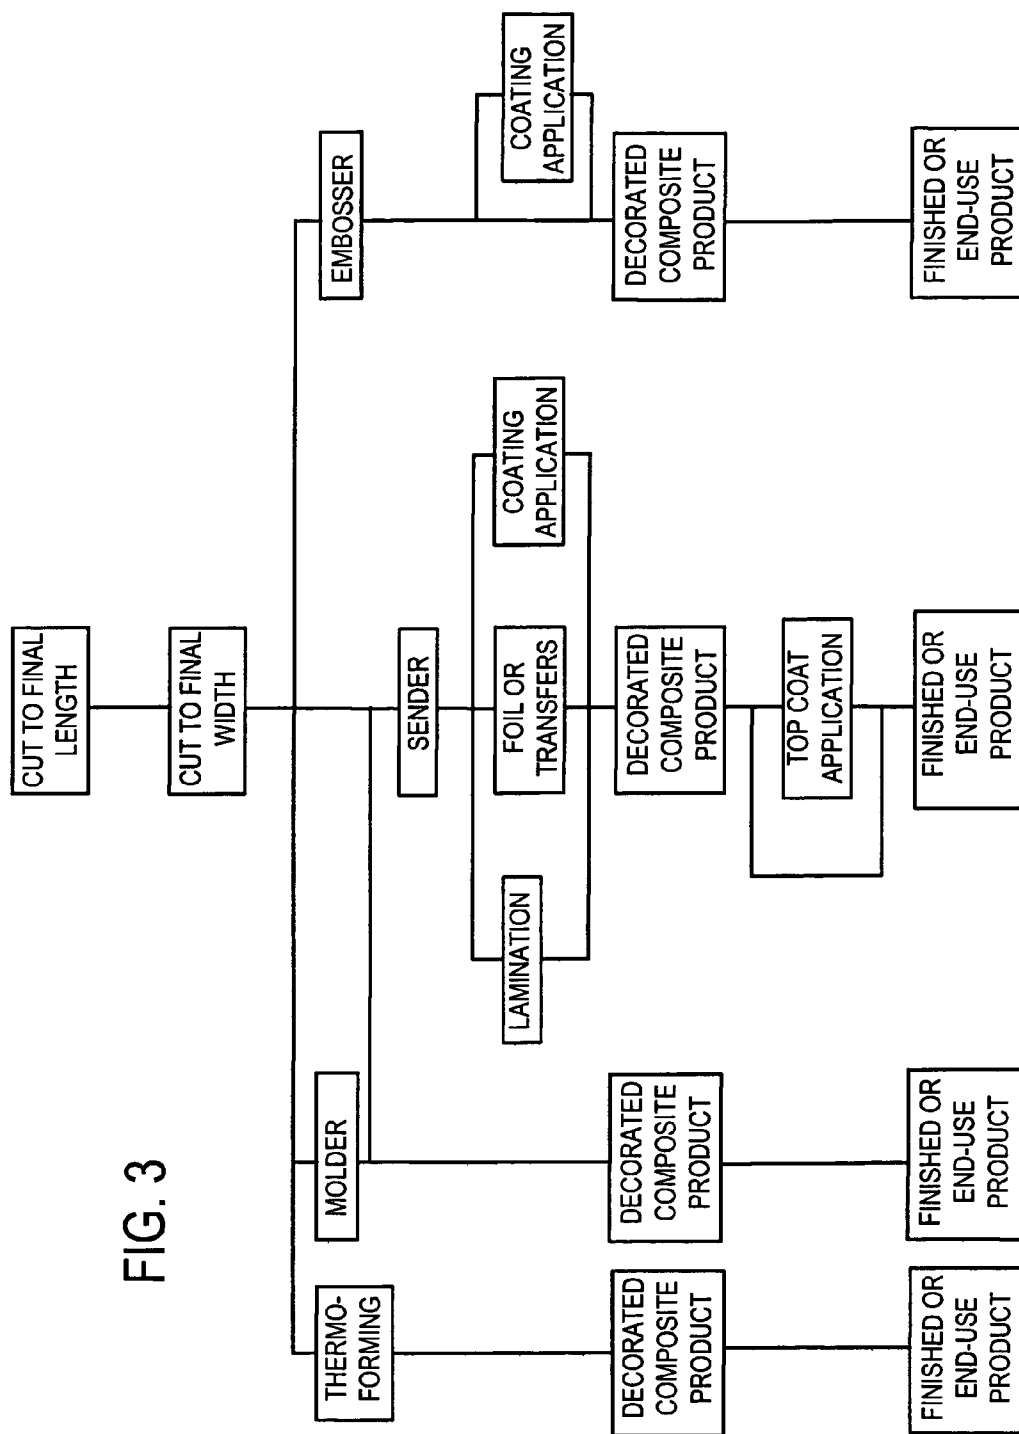 FIG. 3
CUT TO FINAL
LENGTH
CUT TO FINAL
WIDTH
THERMO-
FORMING
MOLDER
SENDER
EMBOSSER
LAMINATION
FOIL OR
TRANSFERS
COATING
APPLICATION
COATING
APPLICATION
DECORATED
COMPOSITE
PRODUCT
DECORATED
COMPOSITE
PRODUCT
DECORATED
COMPOSITE
PRODUCT
DECORATED
COMPOSITE
PRODUCT
TOP COAT
APPLICATION
FINISHED OR
END-USE
PRODUCT
FINISHED OR
END-USE
PRODUCT
FINISHED OR
END-USE
PRODUCT
FINISHED OR
END-USE
PRODUCT